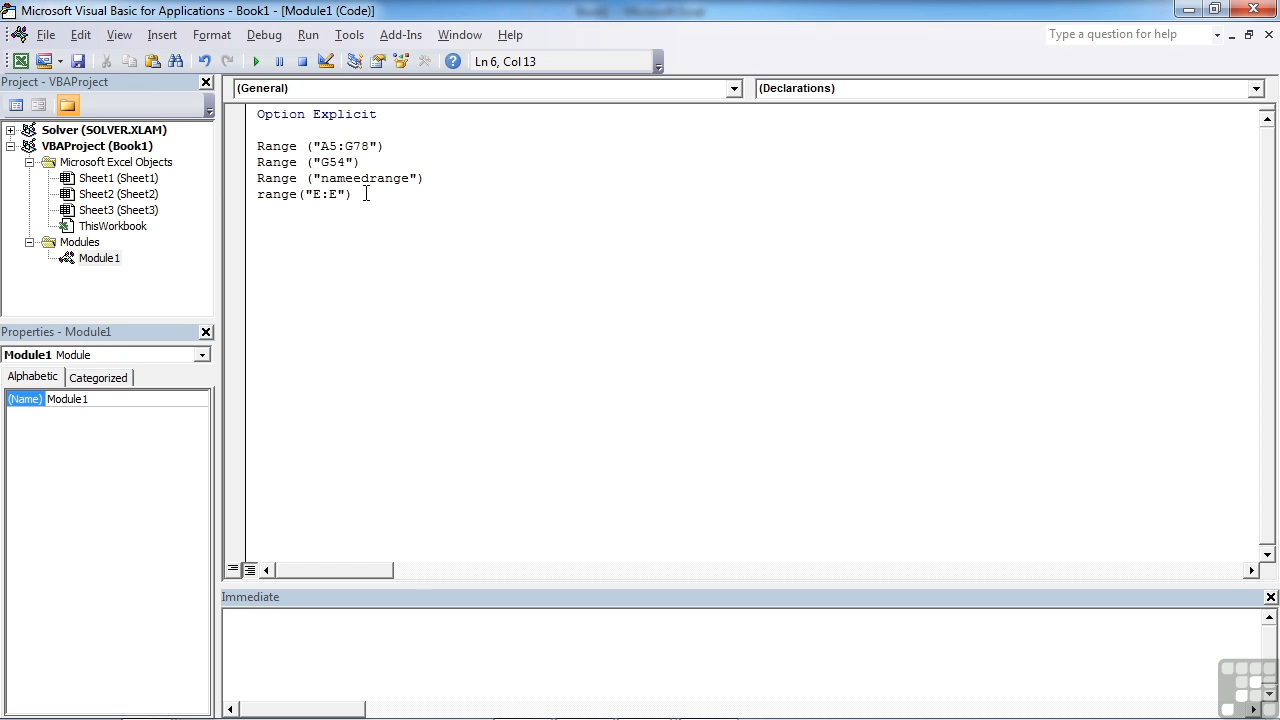 Microsoft Visual Basic for Applications - Book1 - [Module1 (Code)]
File Edit View Insert Format Debug Run Tools Add-Ins Window Help
Type a question for help
Ln 6, Col 13
Project - VBAProject
(General)
(Declarations)
Solver (SOLVER.XLAM)
VBAProject (Book1)
Microsoft Excel Objects
Sheet1 (Sheet1)
Sheet2 (Sheet2)
Sheet3 (Sheet3)
ThisWorkbook
Modules
Module1
Option Explicit
Range ("A5:G78")
Range ("G54")
Range ("nameedrange")
range("E:E")
Properties - Module1
Module1 Module
Alphabetic Categorized
(Name) Module1
Immediate